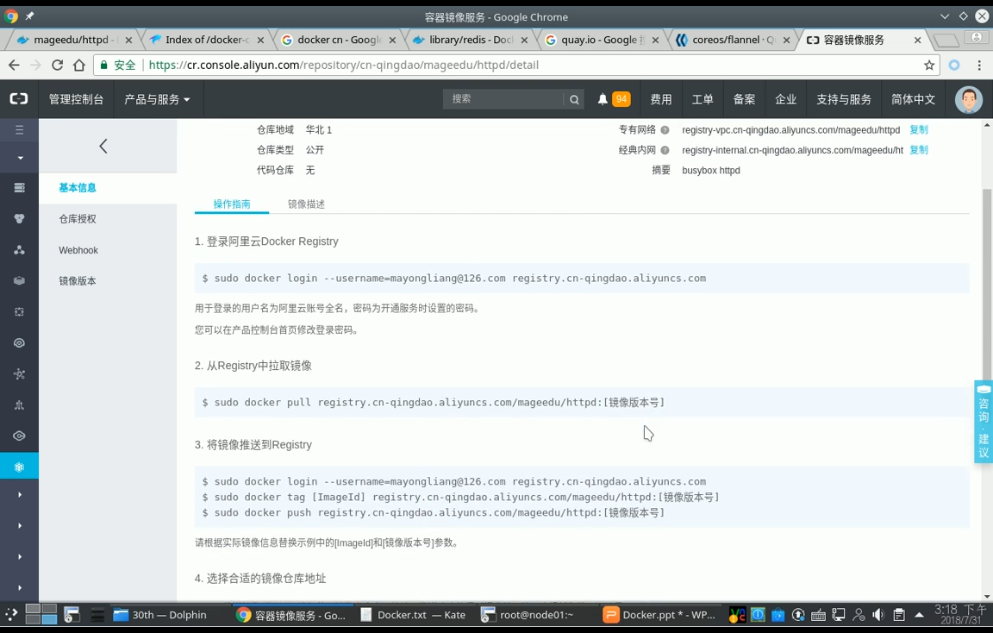 容器镜像服务 - Google Chrome
mageedu/httpd -
Index of /docker-c
docker cn - Googl
library/redis - Doc
quay.io - Google
coreos/flannel · Q
容器镜像服务
安全 https://cr.console.aliyun.com/repository/cn-qingdao/mageedu/httpd/detail
管理控制台 产品与服务 搜索 94 费用 工单 备案 企业 支持与服务 简体中文
仓库地域 华北 1 专有网络 registry-vpc.cn-qingdao.aliyuncs.com/mageedu/httpd 复制
仓库类型 公开 经典内网 registry-internal.cn-qingdao.aliyuncs.com/mageedu/ht 复制
代码仓库 无 摘要 busybox httpd
基本信息
仓库授权
Webhook
镜像版本
操作指南 镜像描述
1. 登录阿里云Docker Registry
$ sudo docker login --username=mayongliang@126.com registry.cn-qingdao.aliyuncs.com
用于登录的用户名为阿里云账号全名，密码为开通服务时设置的密码。
您可以在产品控制台首页修改登录密码。
2. 从Registry中拉取镜像
$ sudo docker pull registry.cn-qingdao.aliyuncs.com/mageedu/httpd:[镜像版本号]
3. 将镜像推送到Registry
$ sudo docker login --username=mayongliang@126.com registry.cn-qingdao.aliyuncs.com
$ sudo docker tag [ImageId] registry.cn-qingdao.aliyuncs.com/mageedu/httpd:[镜像版本号]
$ sudo docker push registry.cn-qingdao.aliyuncs.com/mageedu/httpd:[镜像版本号]
请根据实际镜像信息替换示例中的[ImageId]和[镜像版本号]参数。
4. 选择合适的镜像仓库地址
咨询·建议
30th — Dolphin
容器镜像服务 - Go...
Docker.txt — Kate
root@node01:~
Docker.ppt * - WP...
3:18 下午
2018/7/31